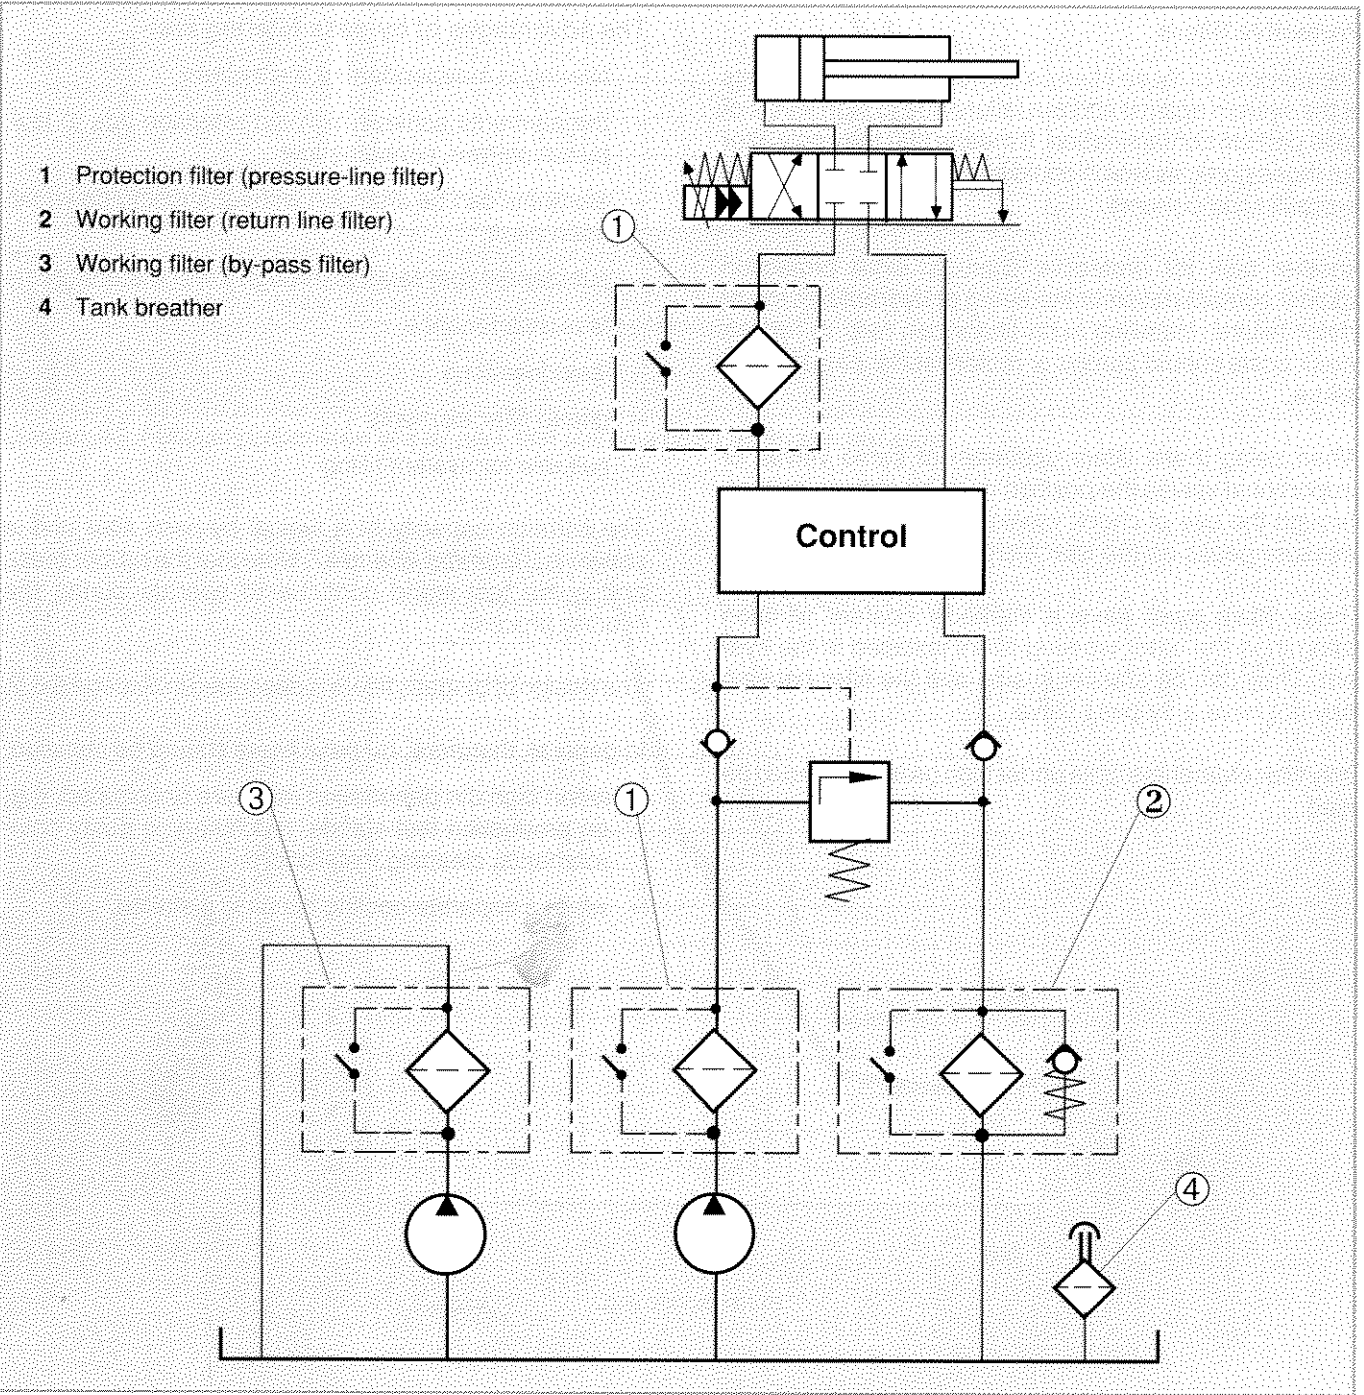 1 Protection filter (pressure-line filter)
2 Working filter (return line filter)
3 Working filter (by-pass filter)
4 Tank breather
1
Control
3
1
2
4